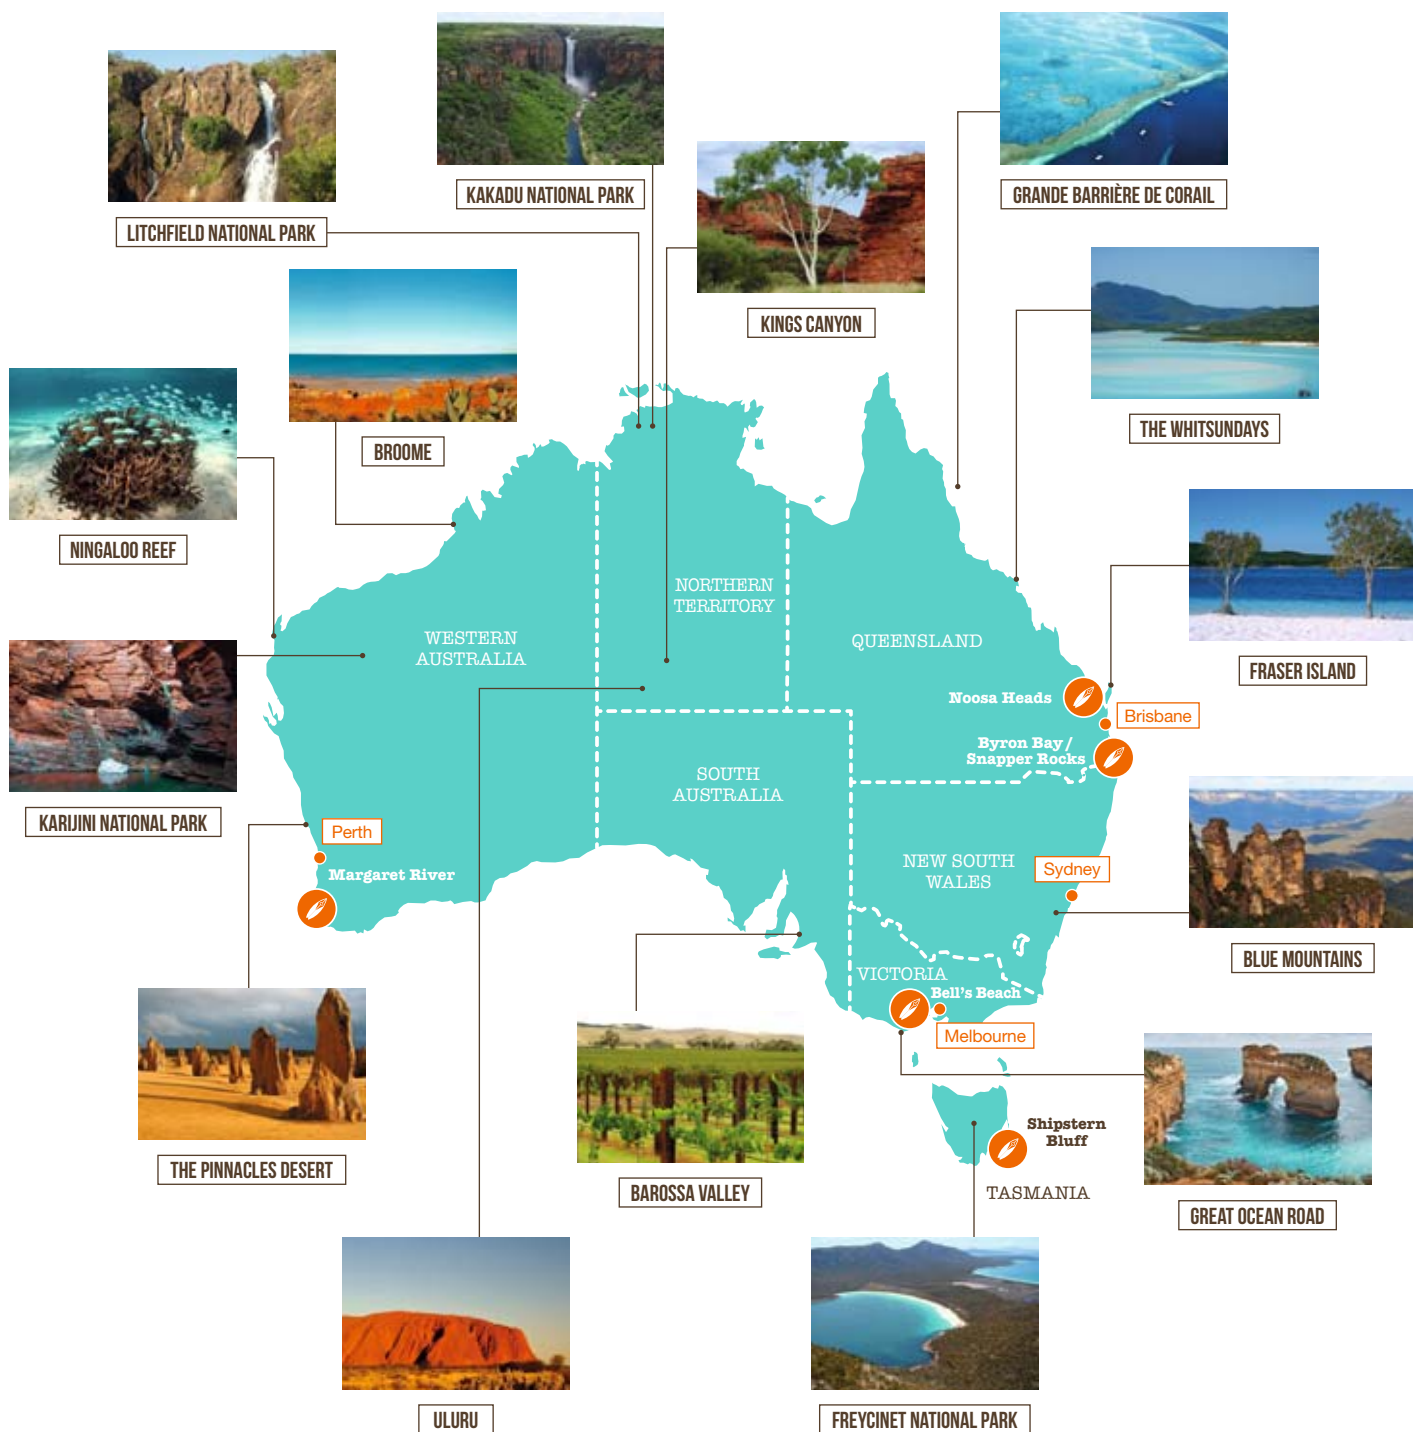 KAKADU NATIONAL PARK
GRANDE BARRIÈRE DE CORAIL
LITCHFIELD NATIONAL PARK
KINGS CANYON
THE WHITSUNDAYS
BROOME
NINGALOO REEF
NORTHERN
TERRITORY
WESTERN
AUSTRALIA
QUEENSLAND
FRASER ISLAND
Noosa Heads
Brisbane
Byron Bay /
Snapper Rocks
SOUTH
AUSTRALIA
KARIJINI NATIONAL PARK
Perth
Margaret River
NEW SOUTH
WALES
Sydney
BLUE MOUNTAINS
VICTORIA
Bell's Beach
Melbourne
Shipstern
Bluff
TASMANIA
THE PINNACLES DESERT
BAROSSA VALLEY
GREAT OCEAN ROAD
ULURU
FREYCINET NATIONAL PARK